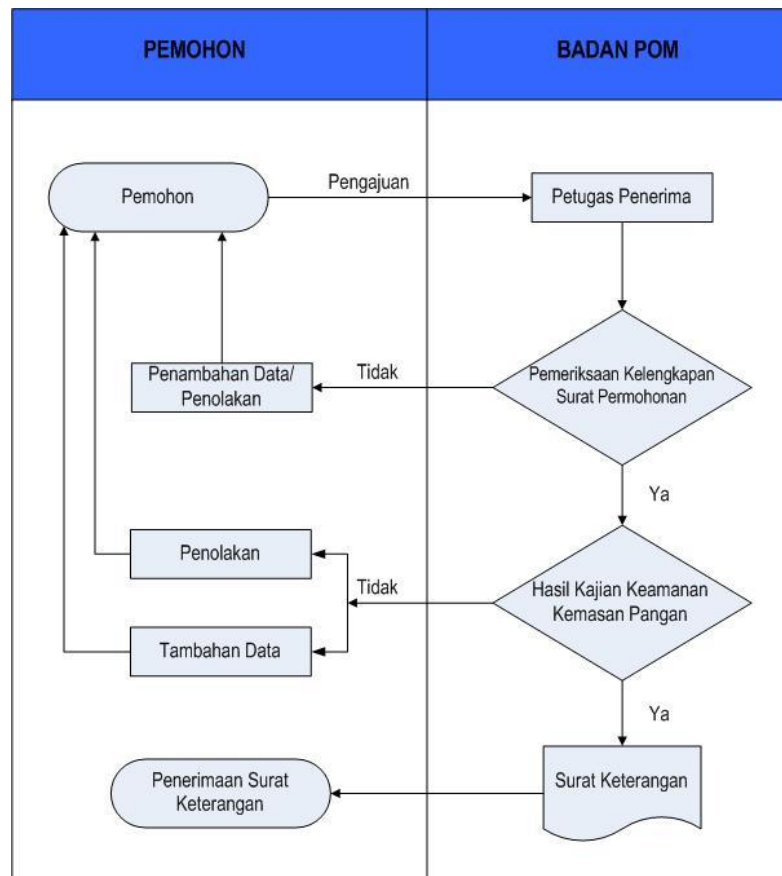 PEMOHON
BADAN POM
Pemohon
Pengajuan
Petugas Penerima
Penambahan Data/
Penolakan
Tidak
Pemeriksaan Kelengkapan
Surat Permohonan
Ya
Penolakan
Tidak
Hasil Kajian Keamanan
Kemasan Pangan
Tambahan Data
Ya
Penerimaan Surat
Keterangan
Surat Keterangan